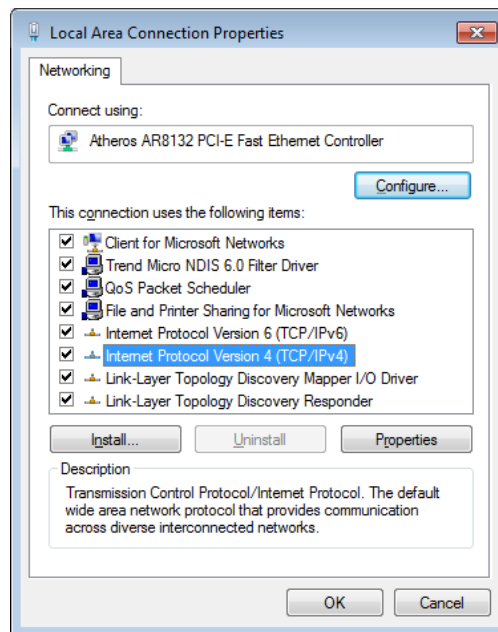 Local Area Connection Properties
Networking
Connect using:
Atheros AR8132 PCI-E Fast Ethernet Controller
Configure...
This connection uses the following items:
Client for Microsoft Networks
Trend Micro NDIS 6.0 Filter Driver
QoS Packet Scheduler
File and Printer Sharing for Microsoft Networks
Internet Protocol Version 6 (TCP/IPv6)
Internet Protocol Version 4 (TCP/IPv4)
Link-Layer Topology Discovery Mapper I/O Driver
Link-Layer Topology Discovery Responder
Install... Uninstall Properties
Description
Transmission Control Protocol/Internet Protocol. The default
wide area network protocol that provides communication
across diverse interconnected networks.
OK Cancel